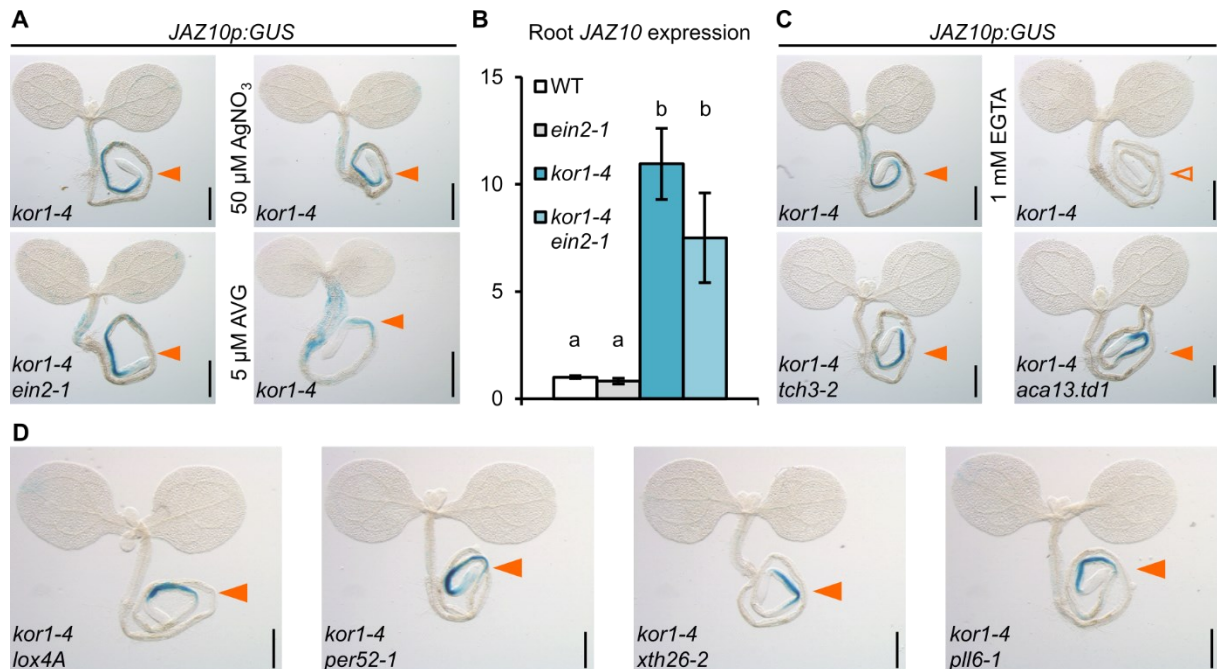 A
JAZ10p:GUS
kor1-4
50 µM AgNO3
kor1-4
kor1-4
ein2-1
5 µM AVG
kor1-4
B
Root JAZ10 expression
15
10
5
0
WT
ein2-1
kor1-4
kor1-4
ein2-1
a
a
b
b
C
JAZ10p:GUS
kor1-4
1 mM EGTA
kor1-4
kor1-4
tch3-2
kor1-4
aca13.td1
D
kor1-4
lox4A
kor1-4
per52-1
kor1-4
xth26-2
kor1-4
pll6-1